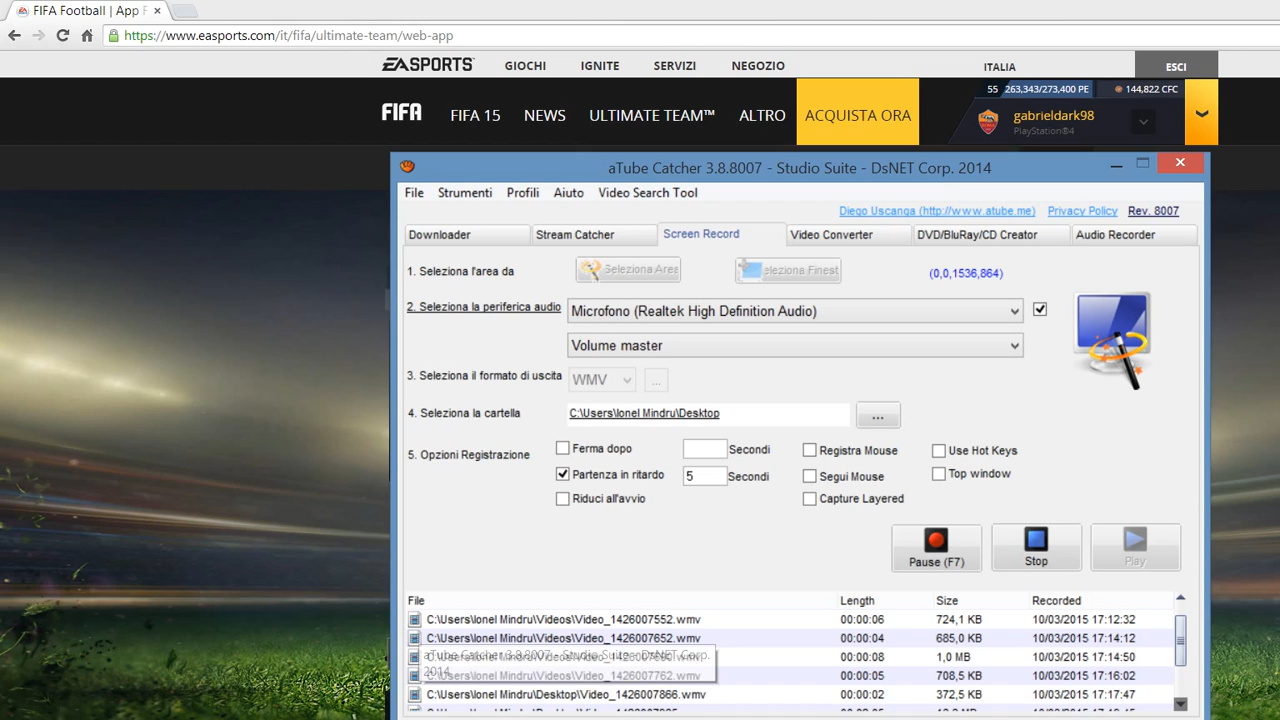 FIFA Football | App F
https://www.easports.com/it/fifa/ultimate-team/web-app
EA SPORTS GIOCHI IGNITE SERVIZI NEGOZIO ITALIA ESCI
55 263,343/273,400 PE 144,822 CFC
FIFA FIFA 15 NEWS ULTIMATE TEAM™ ALTRO ACQUISTA ORA gabrieldark98
PlayStation®4
aTube Catcher 3.8.8007 - Studio Suite - DsNET Corp. 2014
File Strumenti Profili Aiuto Video Search Tool
Diego Uscanga (http://www.atube.me) Privacy Policy Rev. 8007
Downloader Stream Catcher Screen Record Video Converter DVD/BluRay/CD Creator Audio Recorder
1. Seleziona l'area da Seleziona Area eleziona Finest (0,0,1536,864)
2. Seleziona la periferica audio Microfono (Realtek High Definition Audio)
Volume master
3. Seleziona il formato di uscita WMV ...
4. Seleziona la cartella C:\Users\Ionel Mindru\Desktop ...
5. Opzioni Registrazione Ferma dopo Secondi Registra Mouse Use Hot Keys
Partenza in ritardo 5 Secondi Segui Mouse Top window
Riduci all'avvio Capture Layered
Pause (F7) Stop Play
File Length Size Recorded
C:\Users\Ionel Mindru\Videos\Video_1426007552.wmv 00:00:06 724,1 KB 10/03/2015 17:12:32
C:\Users\Ionel Mindru\Videos\Video_1426007652.wmv 00:00:04 685,0 KB 10/03/2015 17:14:12
aTube Catcher 3.8.8007 - Studio Suite - DsNET Corp.
2014
00:00:08 1,0 MB 10/03/2015 17:14:50
C:\Users\Ionel Mindru\Videos\Video_1426007762.wmv 00:00:05 708,5 KB 10/03/2015 17:16:02
C:\Users\Ionel Mindru\Desktop\Video_1426007866.wmv 00:00:02 372,5 KB 10/03/2015 17:17:47